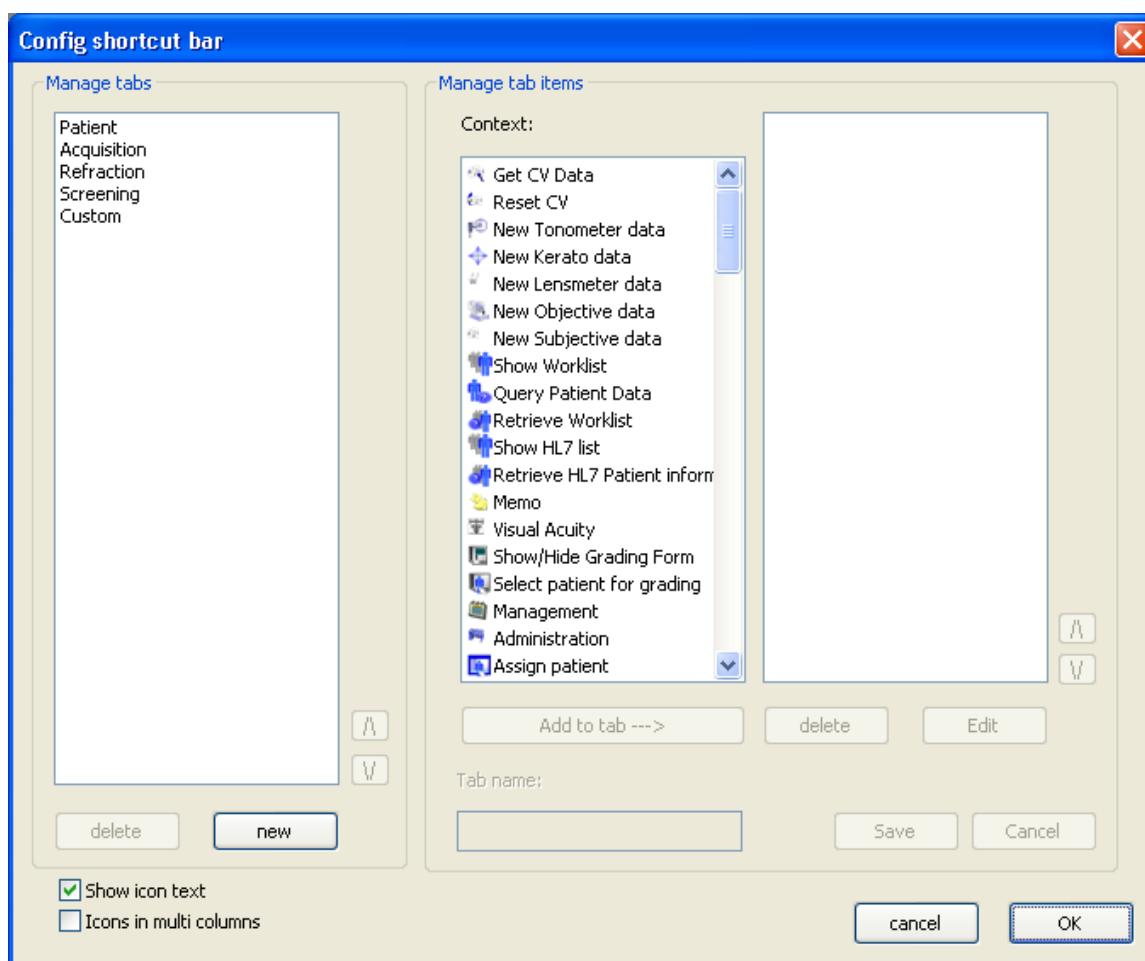 Config shortcut bar
Manage tabs
Patient
Acquisition
Refraction
Screening
Custom
/\
\/
delete
new
Manage tab items
Context:
Get CV Data
Reset CV
New Tonometer data
New Kerato data
New Lensmeter data
New Objective data
New Subjective data
Show Worklist
Query Patient Data
Retrieve Worklist
Show HL7 list
Retrieve HL7 Patient inform
Memo
Visual Acuity
Show/Hide Grading Form
Select patient for grading
Management
Administration
Assign patient
/\
\/
Add to tab --->
delete
Edit
Tab name:
Save
Cancel
Show icon text
Icons in multi columns
cancel
OK